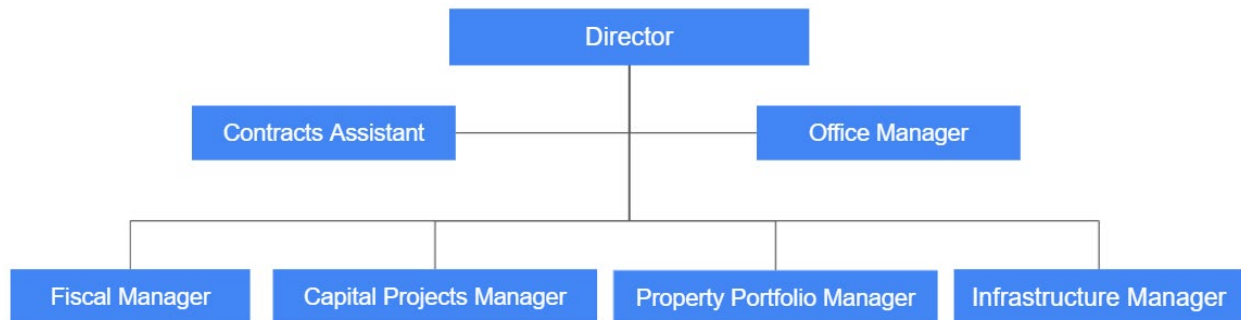 Director
Contracts Assistant
Office Manager
Fiscal Manager
Capital Projects Manager
Property Portfolio Manager
Infrastructure Manager